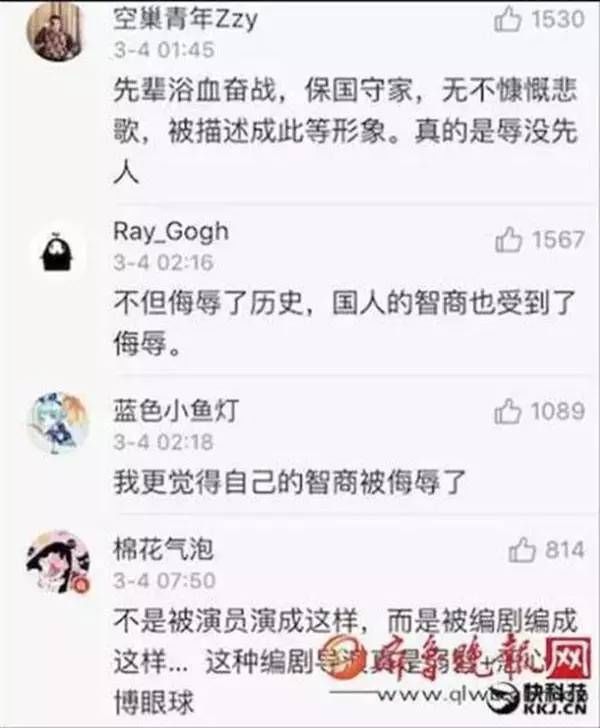 空巢青年Zzy 1530
3-4 01:45
先辈浴血奋战，保国守家，无不慷慨悲
歌，被描述成此等形象。真的是辱没先
人
Ray_Gogh 1567
3-4 02:16
不但侮辱了历史，国人的智商也受到了
侮辱。
蓝色小鱼灯 1089
3-4 02:18
我更觉得自己的智商被侮辱了
棉花气泡 814
3-4 07:50
不是被演员演成这样，而是被编剧编成
这样... 这种编剧导演真是
博眼球
齐鲁晚报网
www.qlwb
快科技
KKJ.CN